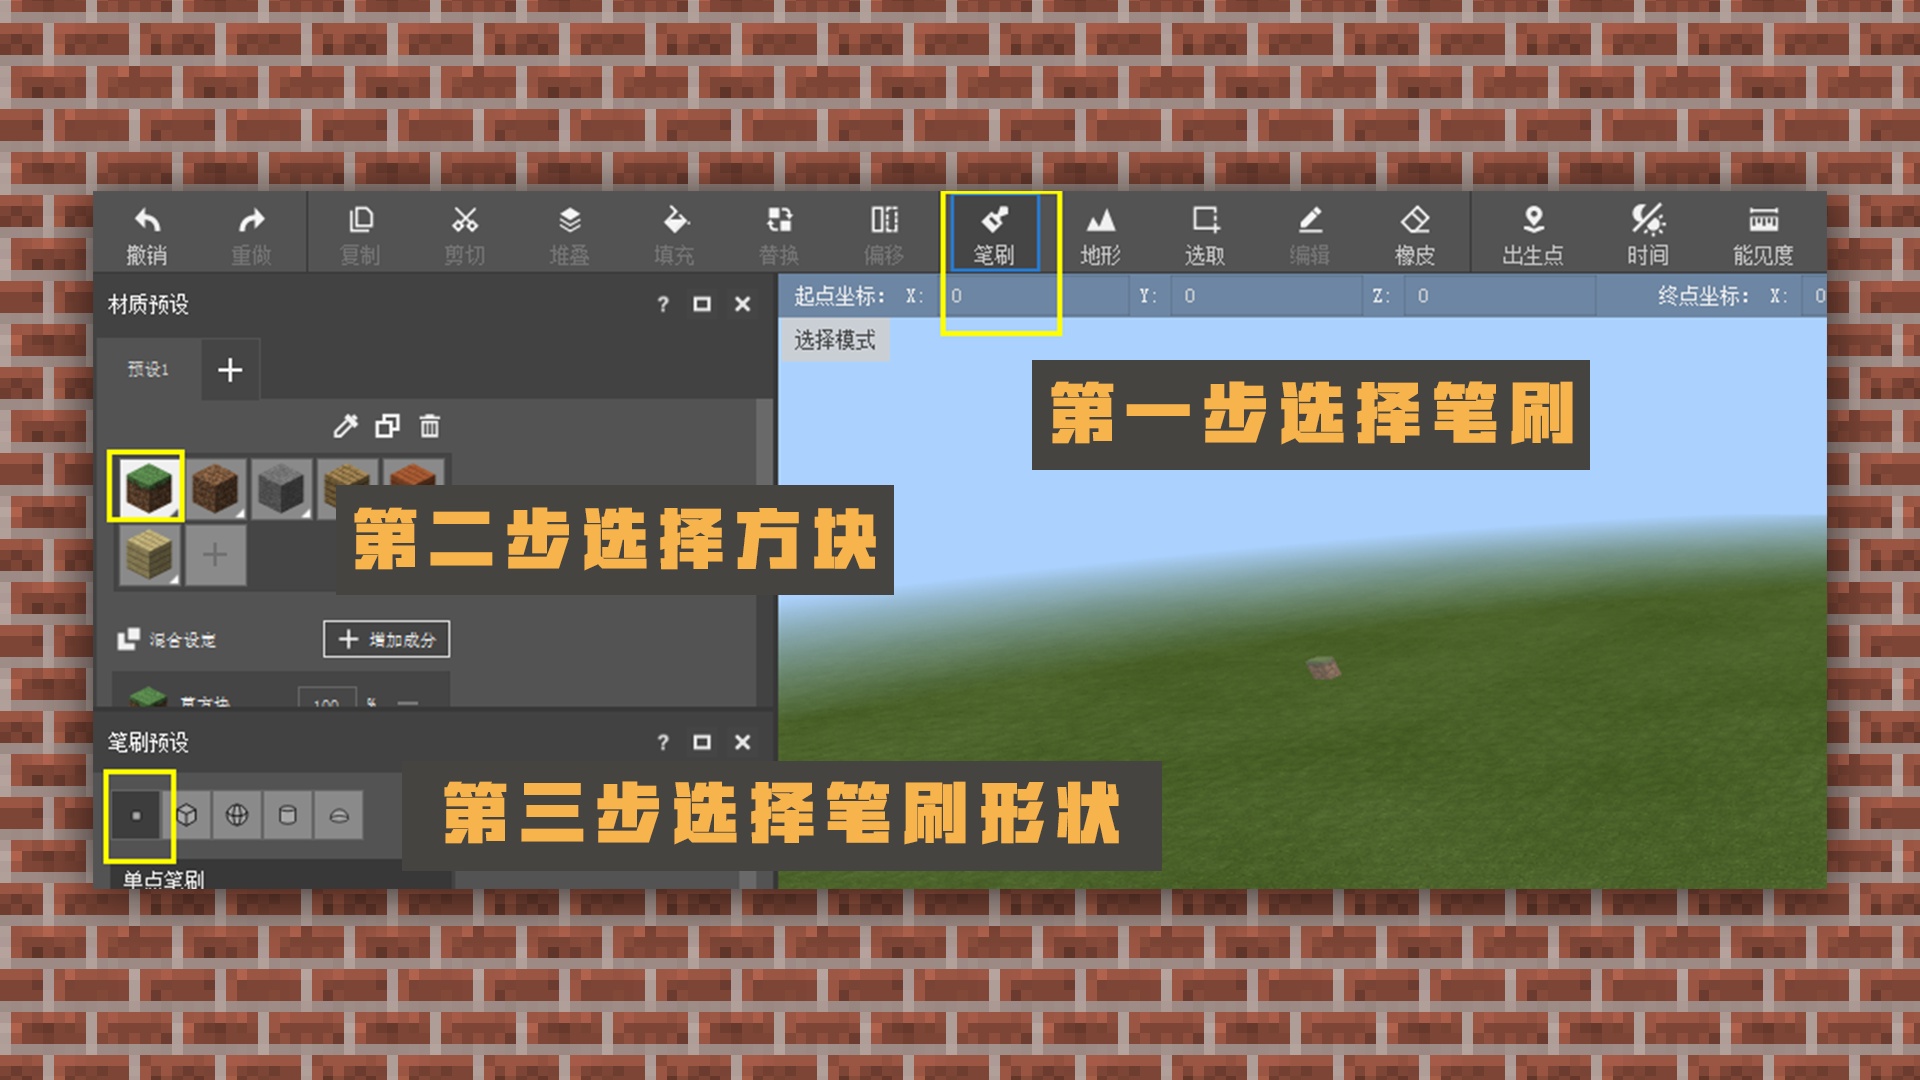 撤销 重做 复制 剪切 堆叠 填充 替换 偏移 笔刷 地形 选取 编辑 橡皮 出生点 时间 能见度
材质预设 ?
起点坐标: X: 0 Y: 0 Z: 0 终点坐标: X: 0
选择模式
预设1
第一步选择笔刷
第二步选择方块
混合设定 增加成分
草方块 100 %
笔刷预设 ?
第三步选择笔刷形状
单点笔刷